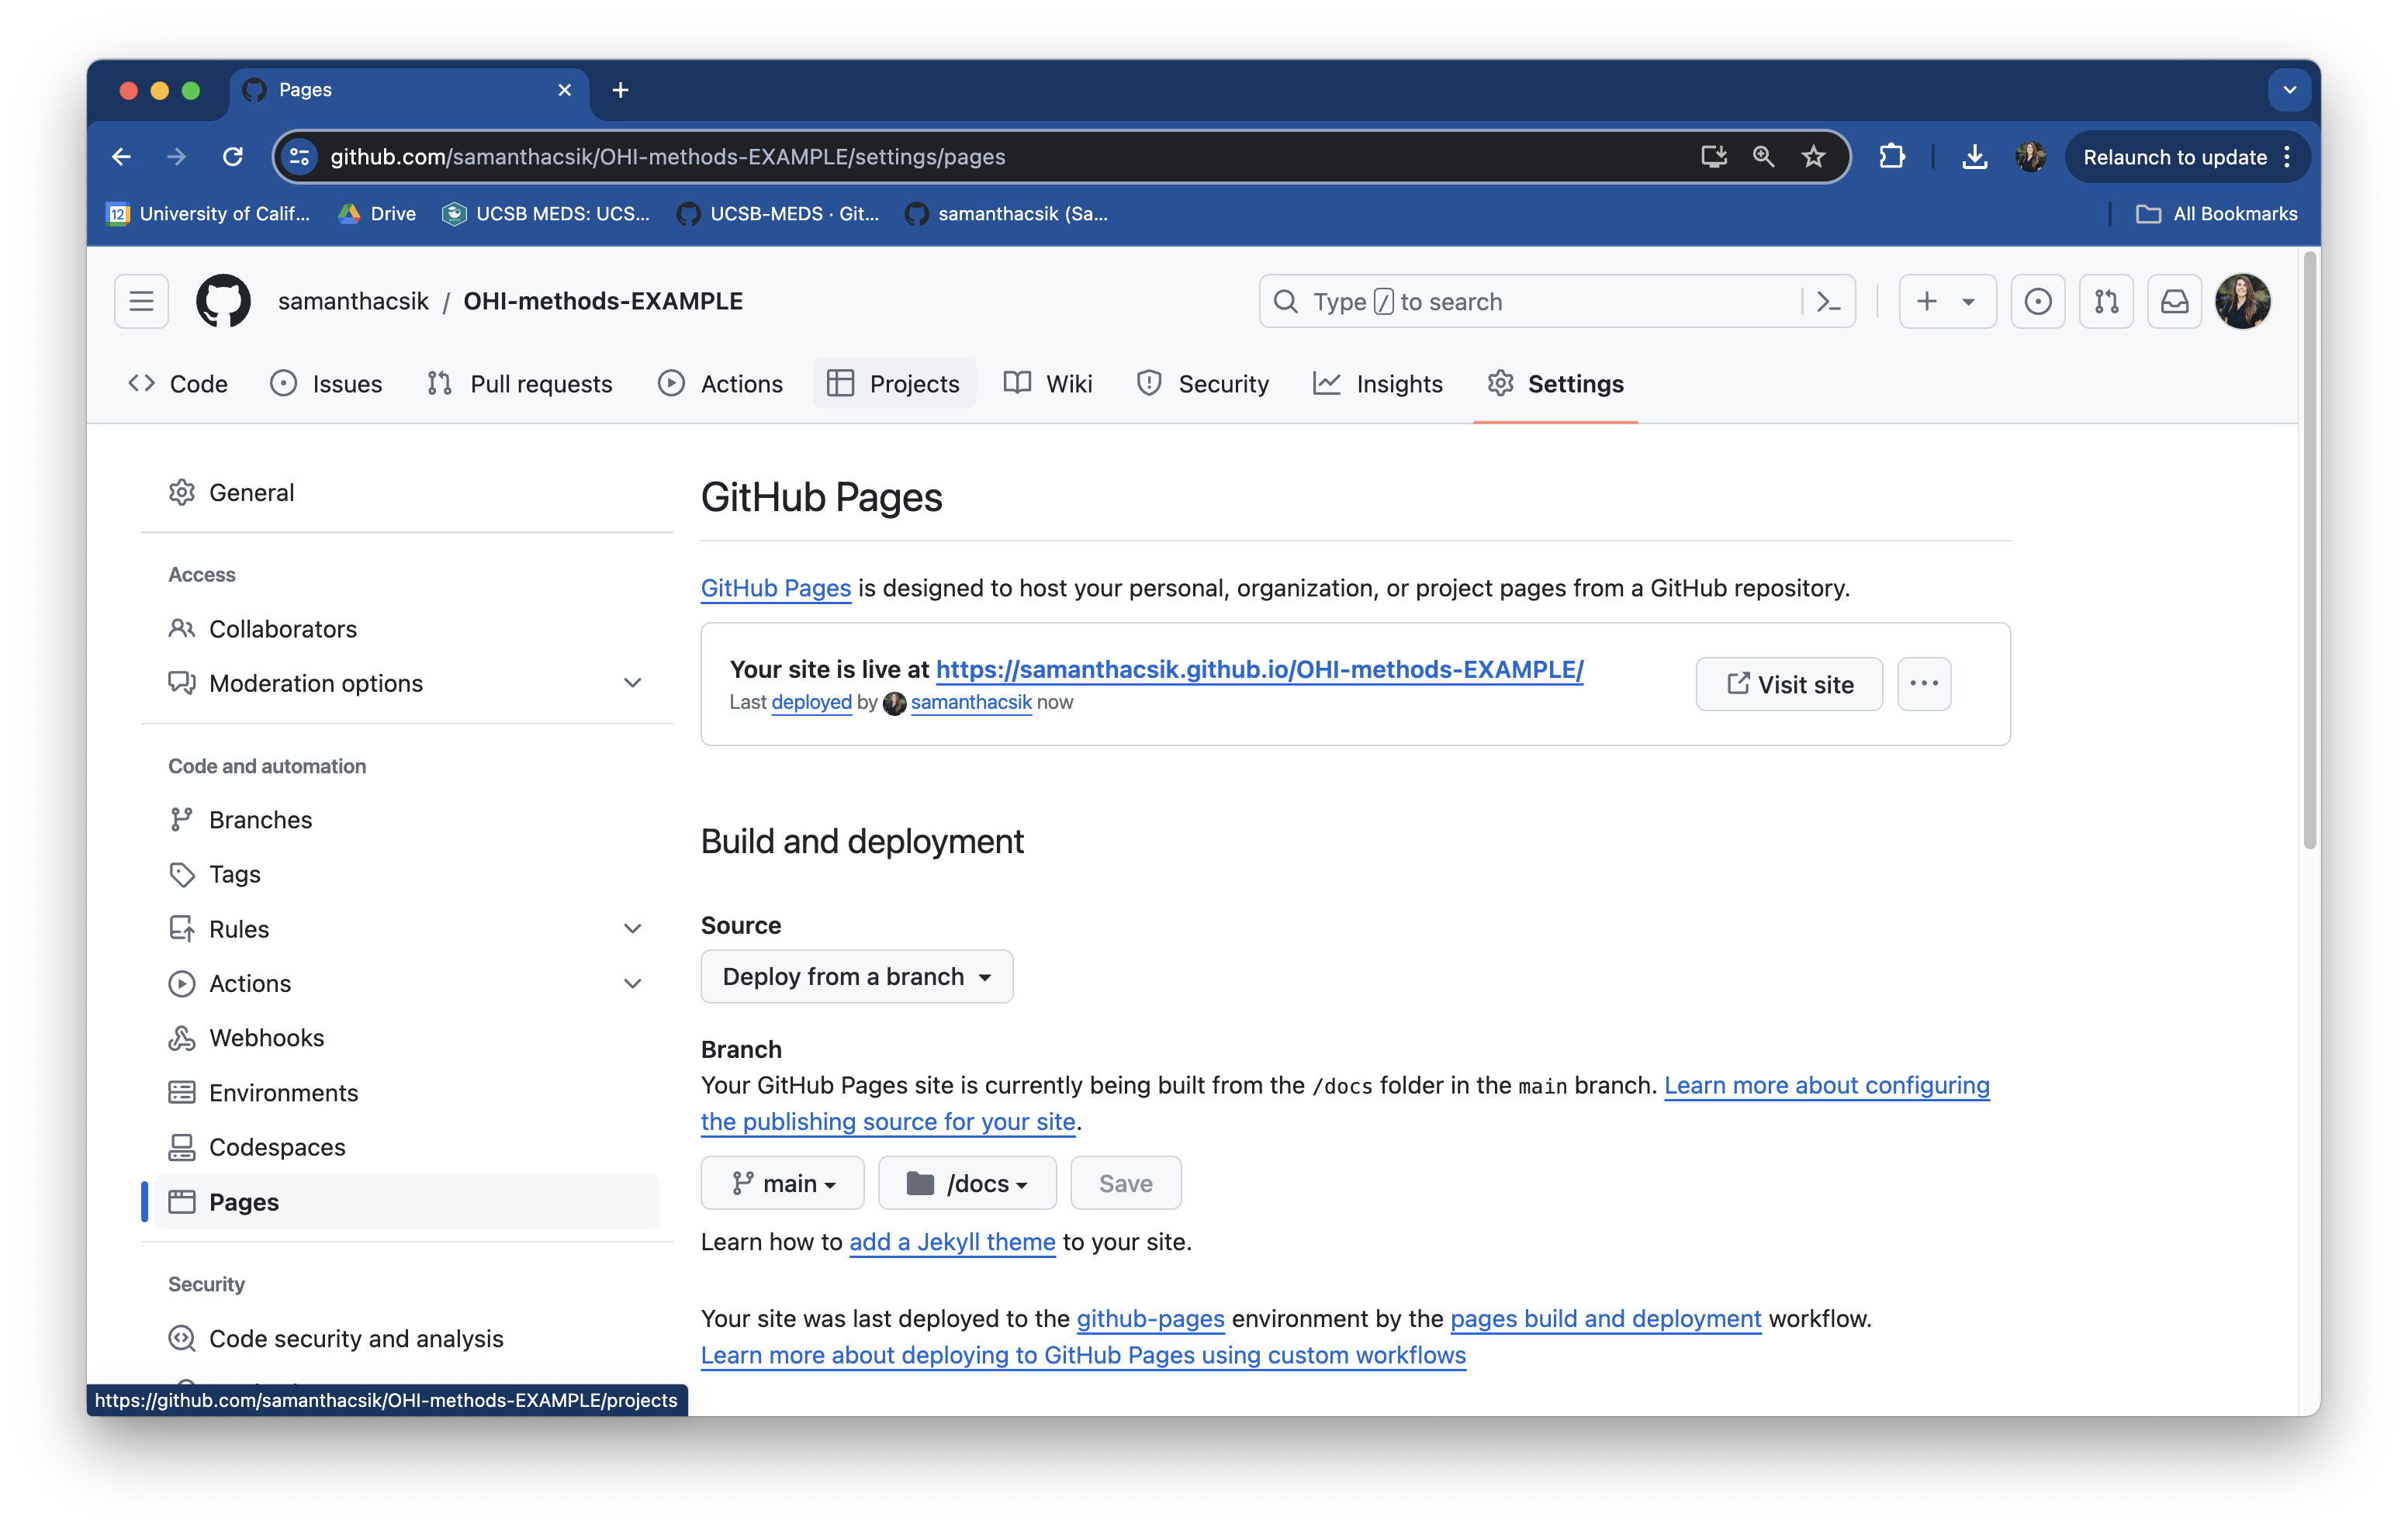 Pages
github.com/samanthacsik/OHI-methods-EXAMPLE/settings/pages
Relaunch to update
12 University of Calif...
Drive
UCSB MEDS: UCS...
UCSB-MEDS · Git...
samanthacsik (Sa...
All Bookmarks
samanthacsik / OHI-methods-EXAMPLE
Type / to search
Code
Issues
Pull requests
Actions
Projects
Wiki
Security
Insights
Settings
General
Access
Collaborators
Moderation options
Code and automation
Branches
Tags
Rules
Actions
Webhooks
Environments
Codespaces
Pages
Security
Code security and analysis
GitHub Pages
GitHub Pages is designed to host your personal, organization, or project pages from a GitHub repository.
Your site is live at https://samanthacsik.github.io/OHI-methods-EXAMPLE/
Last deployed by samanthacsik now
Visit site
Build and deployment
Source
Deploy from a branch
Branch
Your GitHub Pages site is currently being built from the /docs folder in the main branch. Learn more about configuring
the publishing source for your site.
main
/docs
Save
Learn how to add a Jekyll theme to your site.
Your site was last deployed to the github-pages environment by the pages build and deployment workflow.
Learn more about deploying to GitHub Pages using custom workflows
https://github.com/samanthacsik/OHI-methods-EXAMPLE/projects